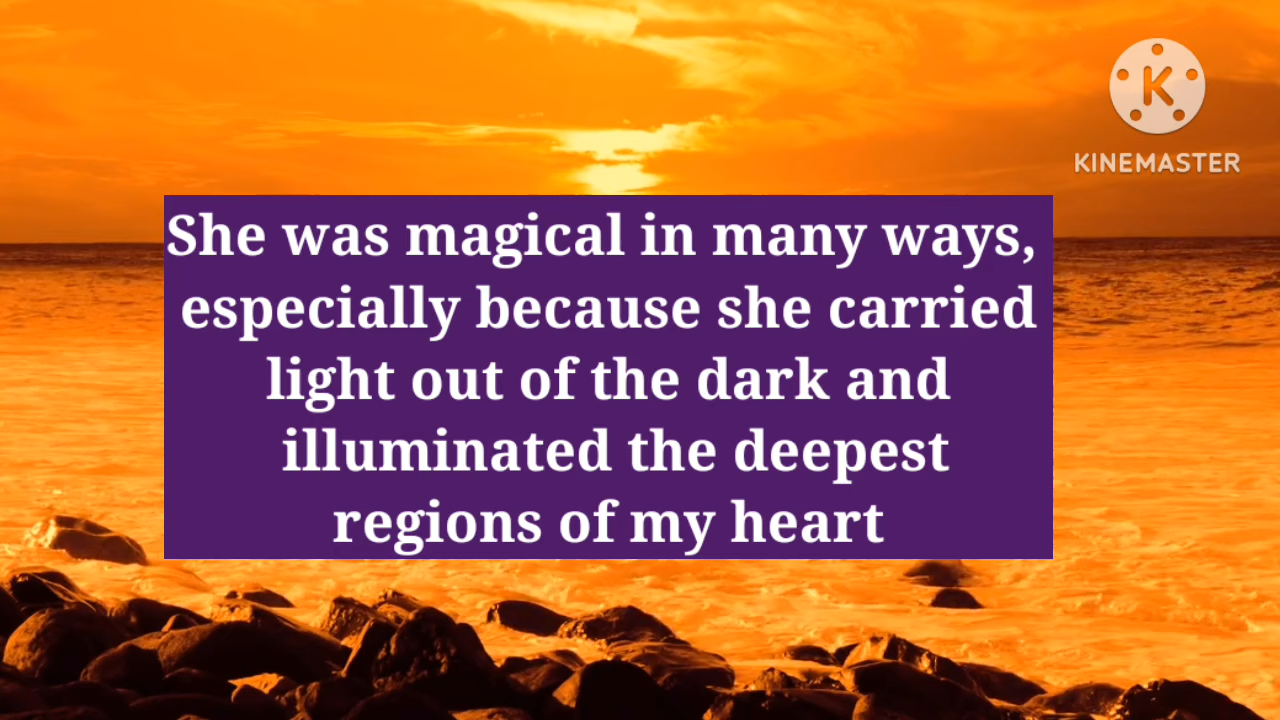 K
KINEMASTER
She was magical in many ways,
especially because she carried
light out of the dark and
illuminated the deepest
regions of my heart